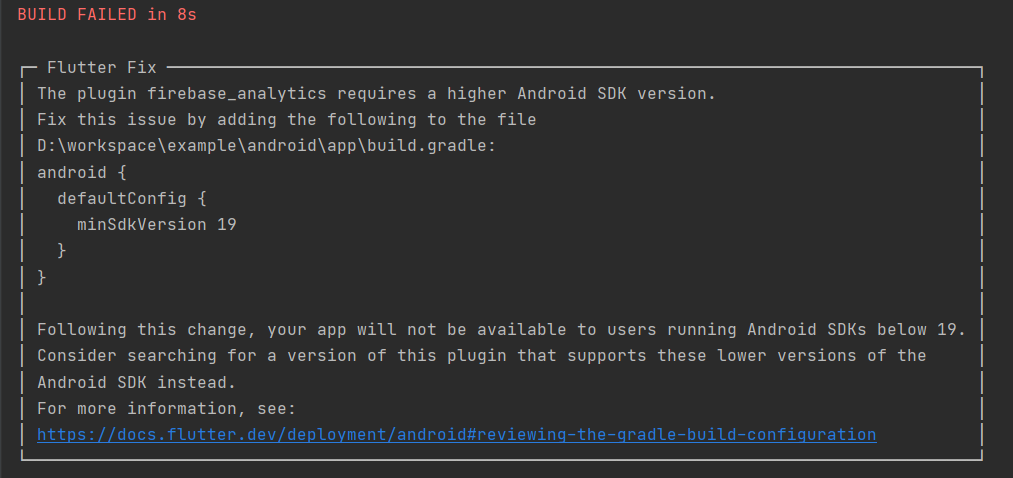 BUILD FAILED in 8s
Flutter Fix
The plugin firebase_analytics requires a higher Android SDK version.
Fix this issue by adding the following to the file
D:\workspace\example\android\app\build.gradle:
android {
  defaultConfig {
    minSdkVersion 19
  }
}
Following this change, your app will not be available to users running Android SDKs below 19.
Consider searching for a version of this plugin that supports these lower versions of the
Android SDK instead.
For more information, see:
https://docs.flutter.dev/deployment/android#reviewing-the-gradle-build-configuration